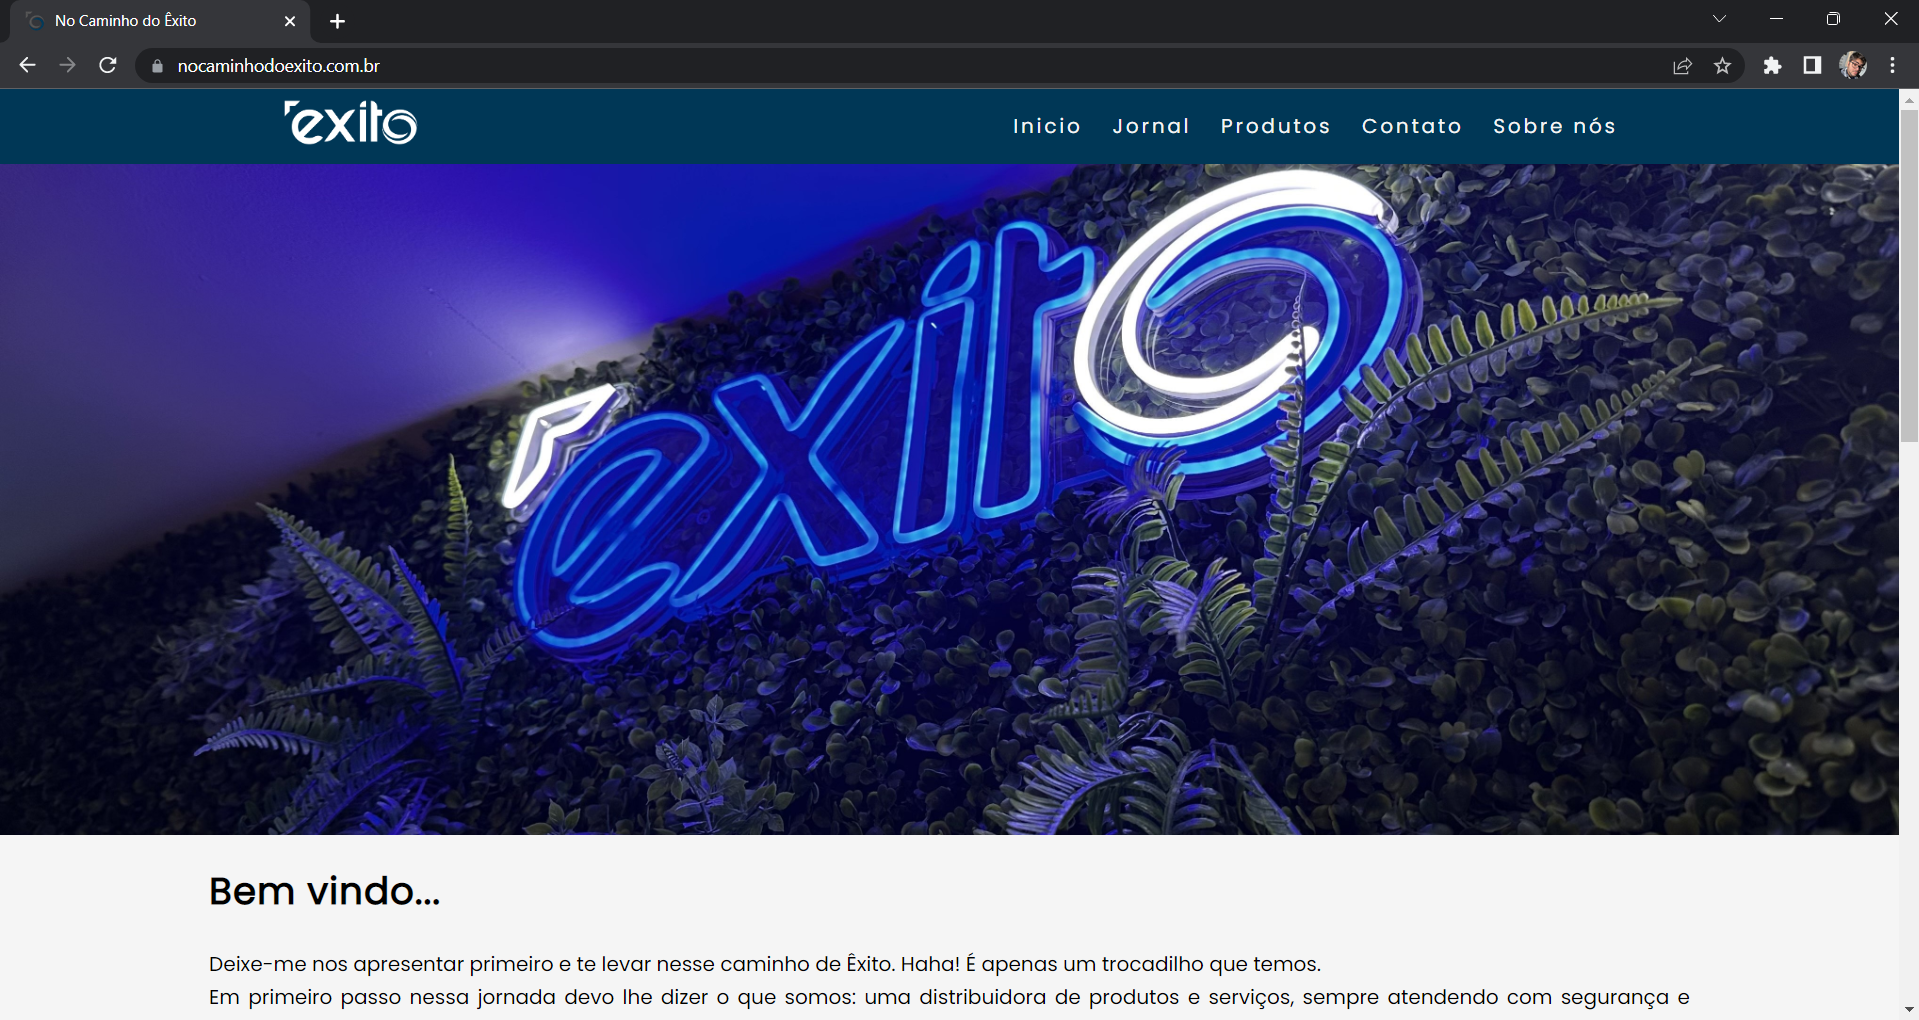 No Caminho do Êxito
nocaminhodoexito.com.br
êxito
Inicio Jornal Produtos Contato Sobre nós
êxito
Bem vindo...
Deixe-me nos apresentar primeiro e te levar nesse caminho de Êxito. Haha! É apenas um trocadilho que temos.
Em primeiro passo nessa jornada devo lhe dizer o que somos: uma distribuidora de produtos e serviços, sempre atendendo com segurança e